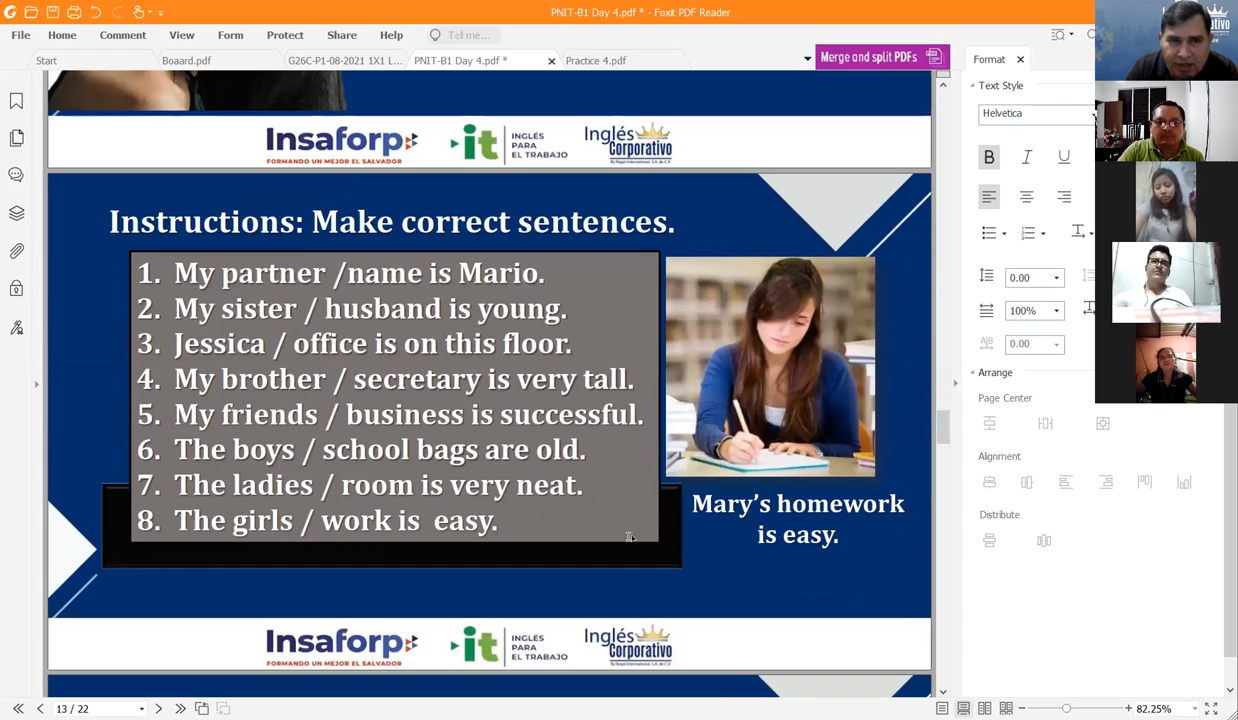 PNIT-B1 Day 4.pdf * - Foxit PDF Reader
File Home Comment View Form Protect Share Help Tell me...
Start Boaard.pdf G26C-P1-08-2021 1X1 L... PNIT-B1 Day 4.pdf * Practice 4.pdf Merge and split PDFs
Insaforp
FORMANDO UN MEJOR EL SALVADOR
it INGLÉS PARA EL TRABAJO
Inglés Corporativo
Instructions: Make correct sentences.
1. My partner /name is Mario.
2. My sister / husband is young.
3. Jessica / office is on this floor.
4. My brother / secretary is very tall.
5. My friends / business is successful.
6. The boys / school bags are old.
7. The ladies / room is very neat.
8. The girls / work is easy.
Mary's homework
is easy.
Insaforp
FORMANDO UN MEJOR EL SALVADOR
it INGLÉS PARA EL TRABAJO
Inglés Corporativo
13 / 22
82.25%
Format
Text Style
Helvetica
B I U
0.00
100%
0.00
Arrange
Page Center
Alignment
Distribute